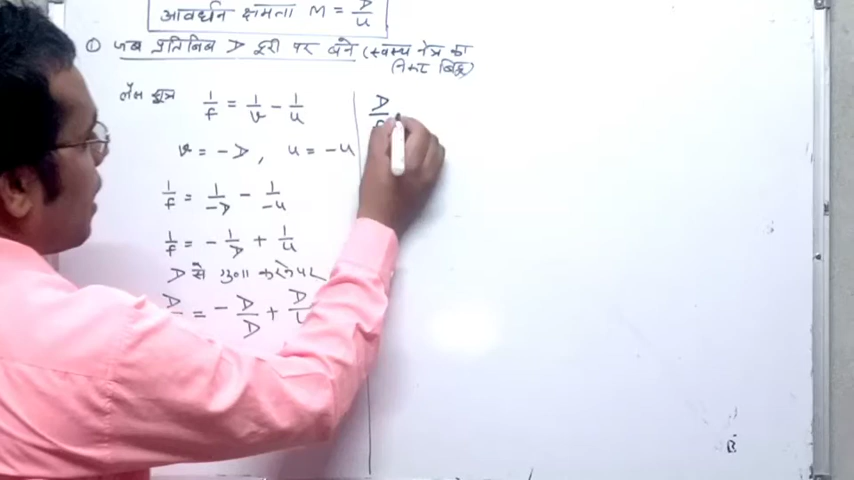 आवर्धन क्षमता M = D/u
① जब प्रतिबिंब D दूरी पर बने (स्वस्थ नेत्र का
निकट बिंदु)
लेंस सूत्र 1/f = 1/v - 1/u
v = -D, u = -u
1/f = 1/-D - 1/-u
1/f = - 1/D + 1/u
D से गुणा करने पर
D = - D/D + D
D/f